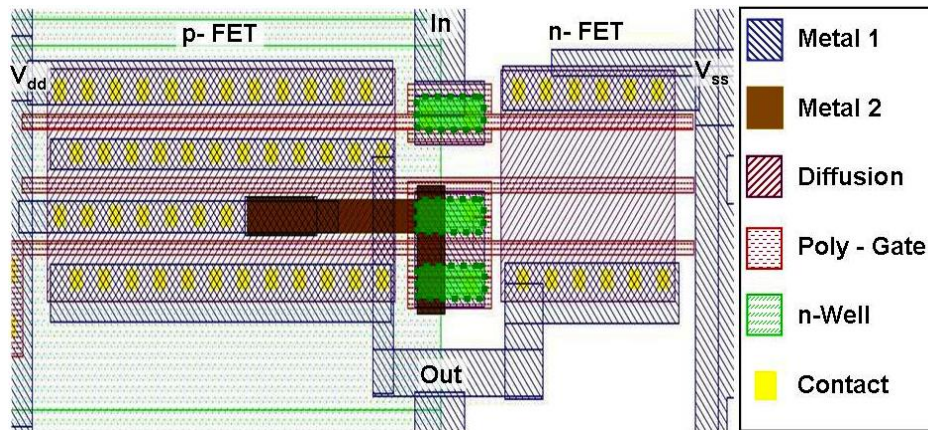 In
p- FET
n- FET
Vdd
Vss
Out
Metal 1
Metal 2
Diffusion
Poly - Gate
n-Well
Contact